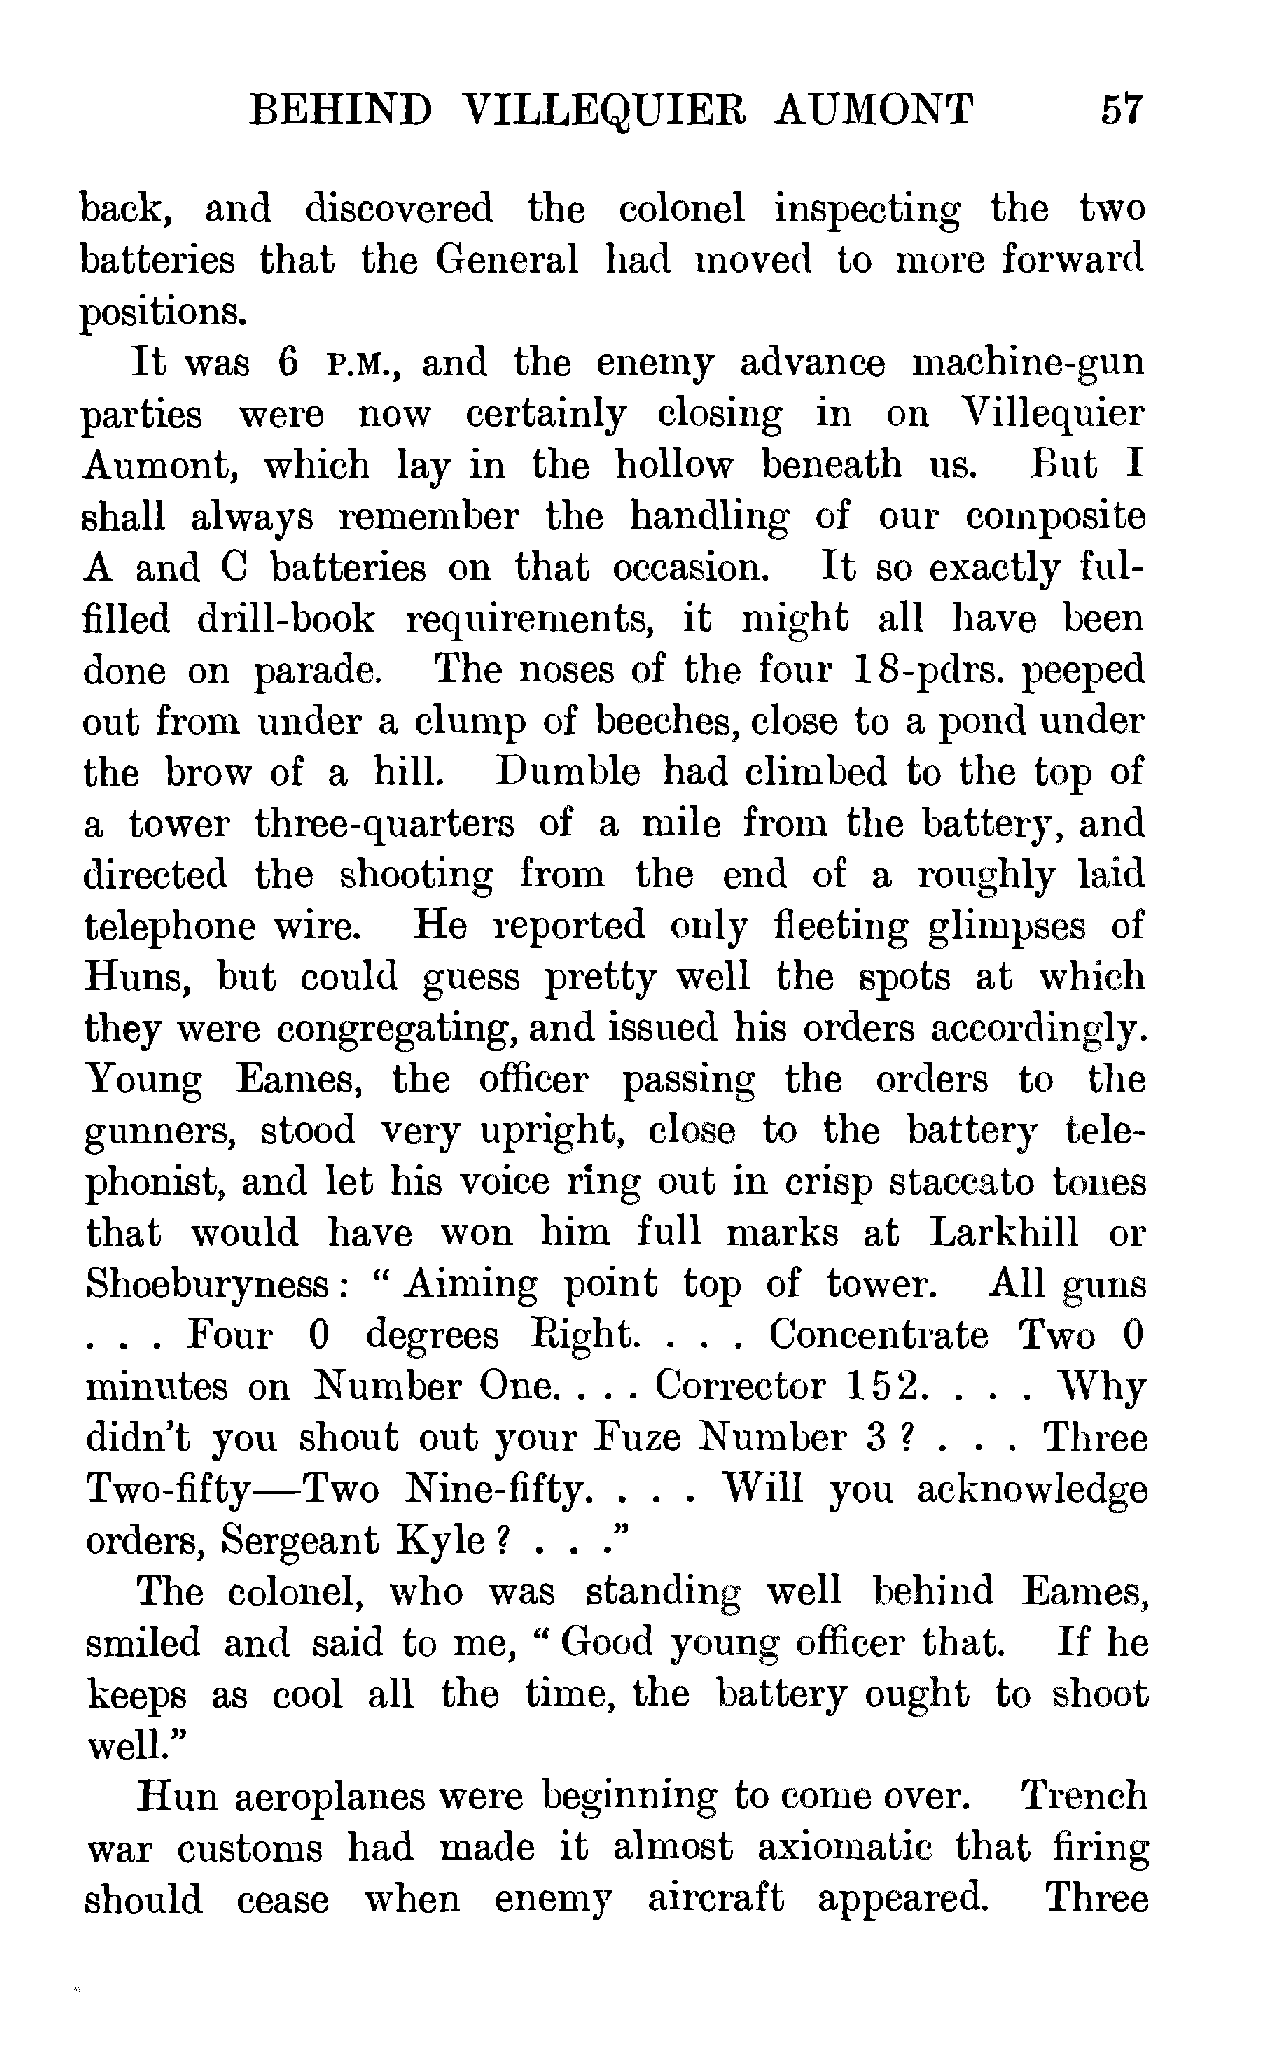 BEHIND VILLEQUIER AUMONT 57
back, and discovered the colonel inspecting the two
batteries that the General had moved to more forward
positions.
It was 6 P.M., and the enemy advance machine-gun
parties were now certainly closing in on Villequier
Aumont, which lay in the hollow beneath us. But I
shall always remember the handling of our composite
A and C batteries on that occasion. It so exactly ful-
filled drill-book requirements, it might all have been
done on parade. The noses of the four 18-pdrs. peeped
out from under a clump of beeches, close to a pond under
the brow of a hill. Dumble had climbed to the top of
a tower three-quarters of a mile from the battery, and
directed the shooting from the end of a roughly laid
telephone wire. He reported only fleeting glimpses of
Huns, but could guess pretty well the spots at which
they were congregating, and issued his orders accordingly.
Young Eames, the officer passing the orders to the
gunners, stood very upright, close to the battery tele-
phonist, and let his voice ring out in crisp staccato tones
that would have won him full marks at Larkhill or
Shoeburyness : “ Aiming point top of tower. All guns
. . . Four 0 degrees Right. . . . Concentrate Two 0
minutes on Number One. . . . Corrector 152. . . . Why
didn't you shout out your Fuze Number 3 ? . . . Three
Two-fifty—Two Nine-fifty. . . . Will you acknowledge
orders, Sergeant Kyle ? . . .”
The colonel, who was standing well behind Eames,
smiled and said to me, “ Good young officer that. If he
keeps as cool all the time, the battery ought to shoot
well.”
Hun aeroplanes were beginning to come over. Trench
war customs had made it almost axiomatic that firing
should cease when enemy aircraft appeared. Three